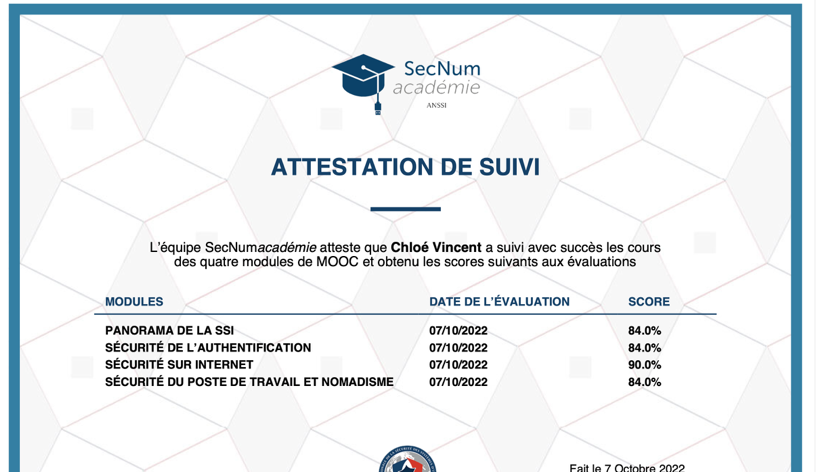 SecNum
académie
ANSSI
ATTESTATION DE SUIVI
L'équipe SecNumacadémie atteste que Chloé Vincent a suivi avec succès les cours
des quatre modules de MOOC et obtenu les scores suivants aux évaluations
MODULES DATE DE L'ÉVALUATION SCORE
PANORAMA DE LA SSI 07/10/2022 84.0%
SÉCURITÉ DE L'AUTHENTIFICATION 07/10/2022 84.0%
SÉCURITÉ SUR INTERNET 07/10/2022 90.0%
SÉCURITÉ DU POSTE DE TRAVAIL ET NOMADISME 07/10/2022 84.0%
Fait le 7 Octobre 2022